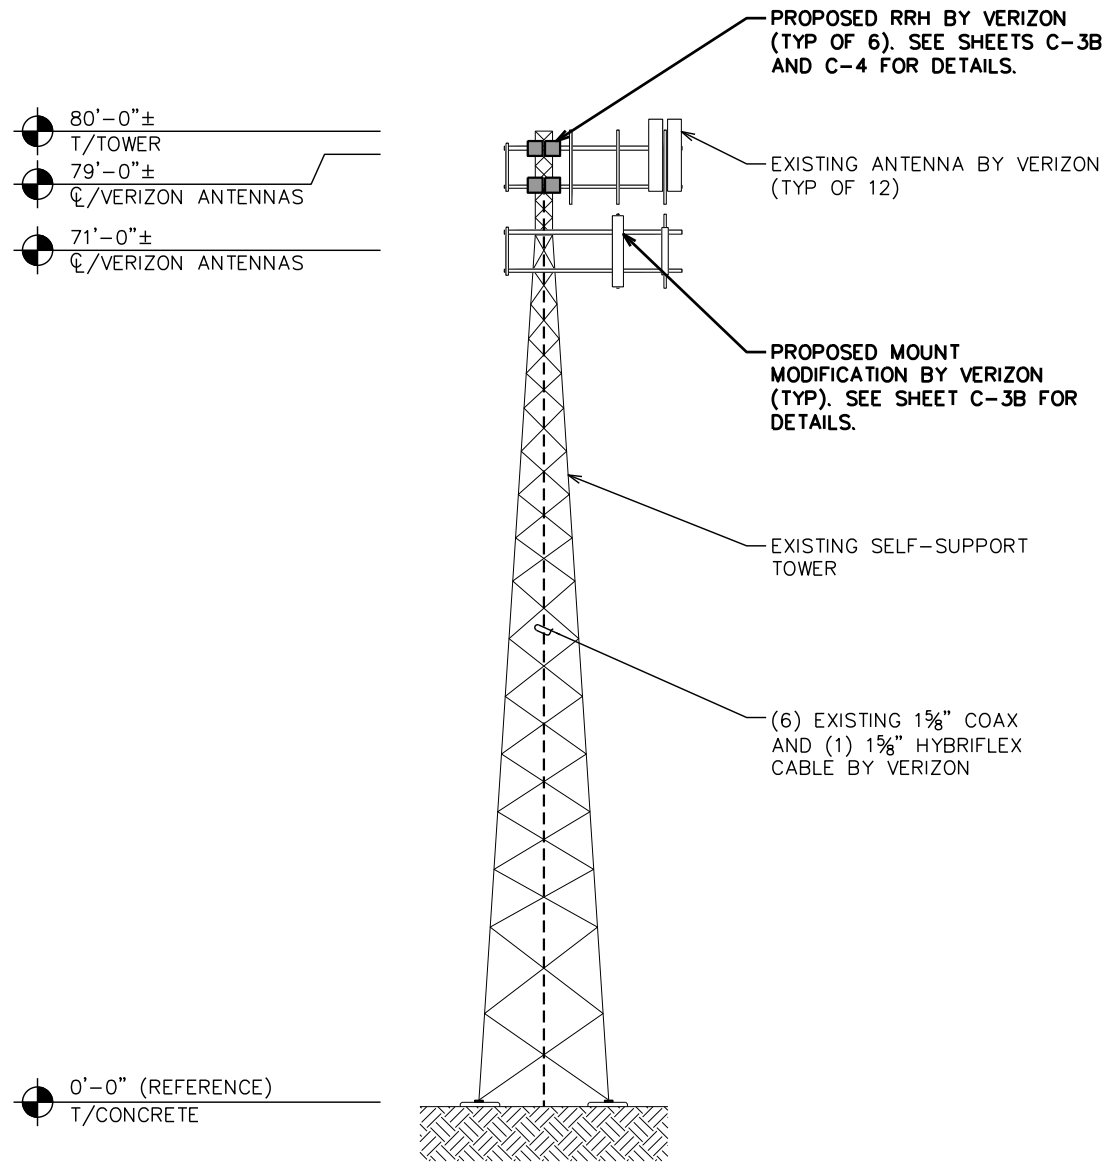 PROPOSED RRH BY VERIZON
(TYP OF 6). SEE SHEETS C-3B
AND C-4 FOR DETAILS.
80'-0"±
T/TOWER
79'-0"±
℄/VERIZON ANTENNAS
EXISTING ANTENNA BY VERIZON
(TYP OF 12)
71'-0"±
℄/VERIZON ANTENNAS
PROPOSED MOUNT
MODIFICATION BY VERIZON
(TYP). SEE SHEET C-3B FOR
DETAILS.
EXISTING SELF-SUPPORT
TOWER
(6) EXISTING 1⅝" COAX
AND (1) 1⅝" HYBRIFLEX
CABLE BY VERIZON
0'-0" (REFERENCE)
T/CONCRETE